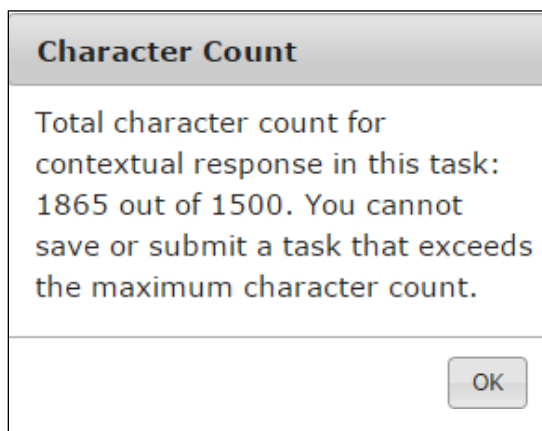 Character Count
Total character count for
contextual response in this task:
1865 out of 1500. You cannot
save or submit a task that exceeds
the maximum character count.
OK